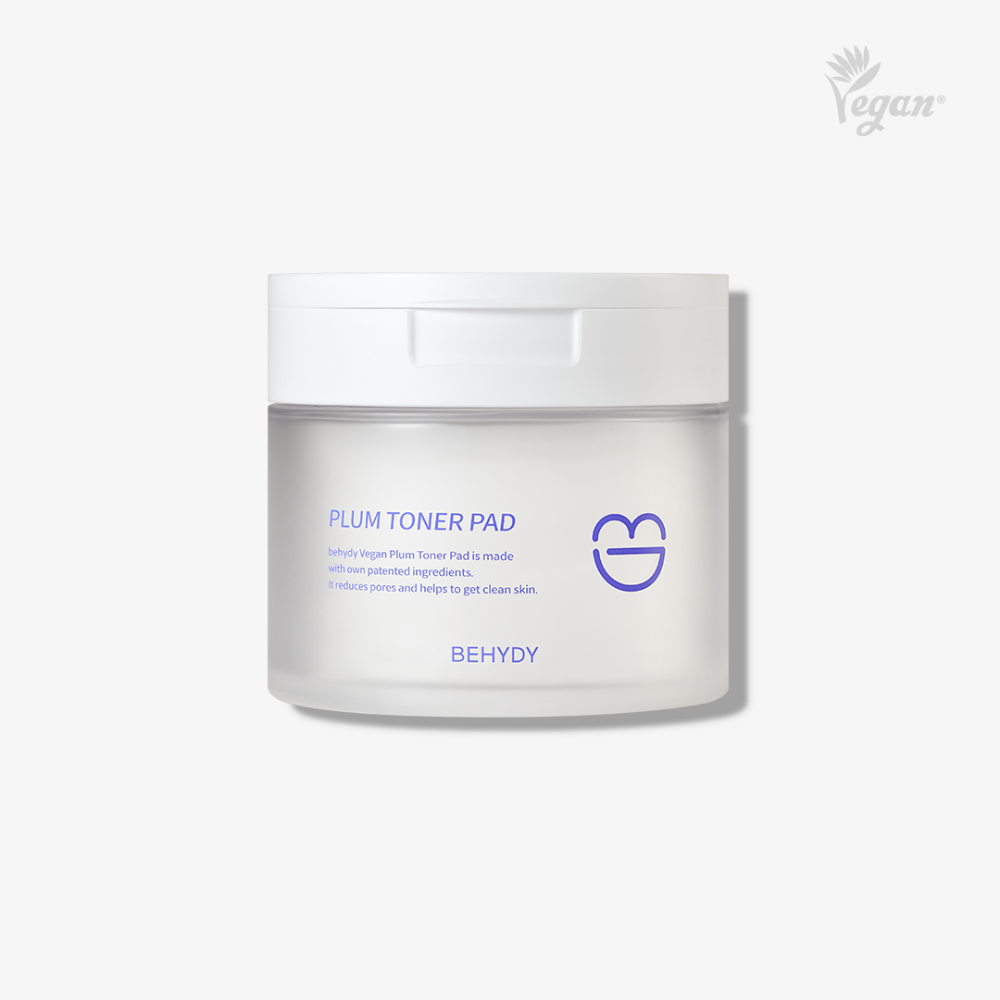 Vegan®
PLUM TONER PAD
behydy Vegan Plum Toner Pad is made
with own patented ingredients.
It reduces pores and helps to get clean skin.
BEHYDY